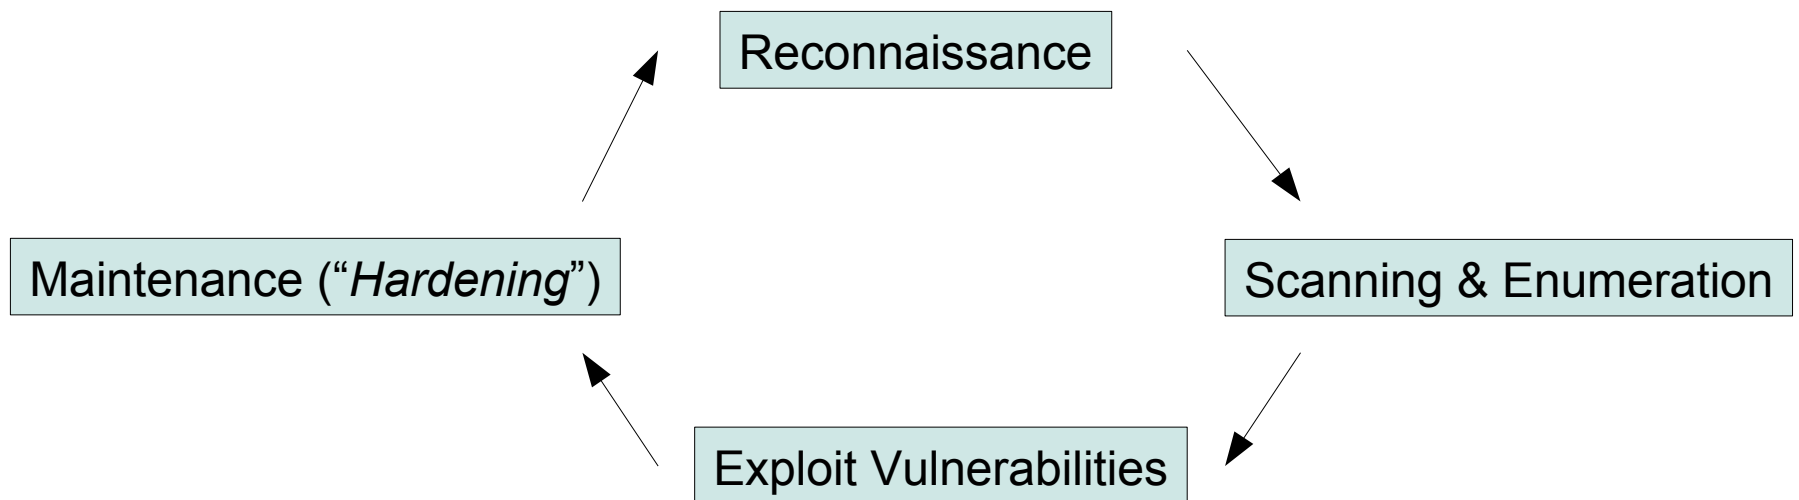 Reconnaissance
Maintenance (“Hardening”)
Scanning & Enumeration
Exploit Vulnerabilities